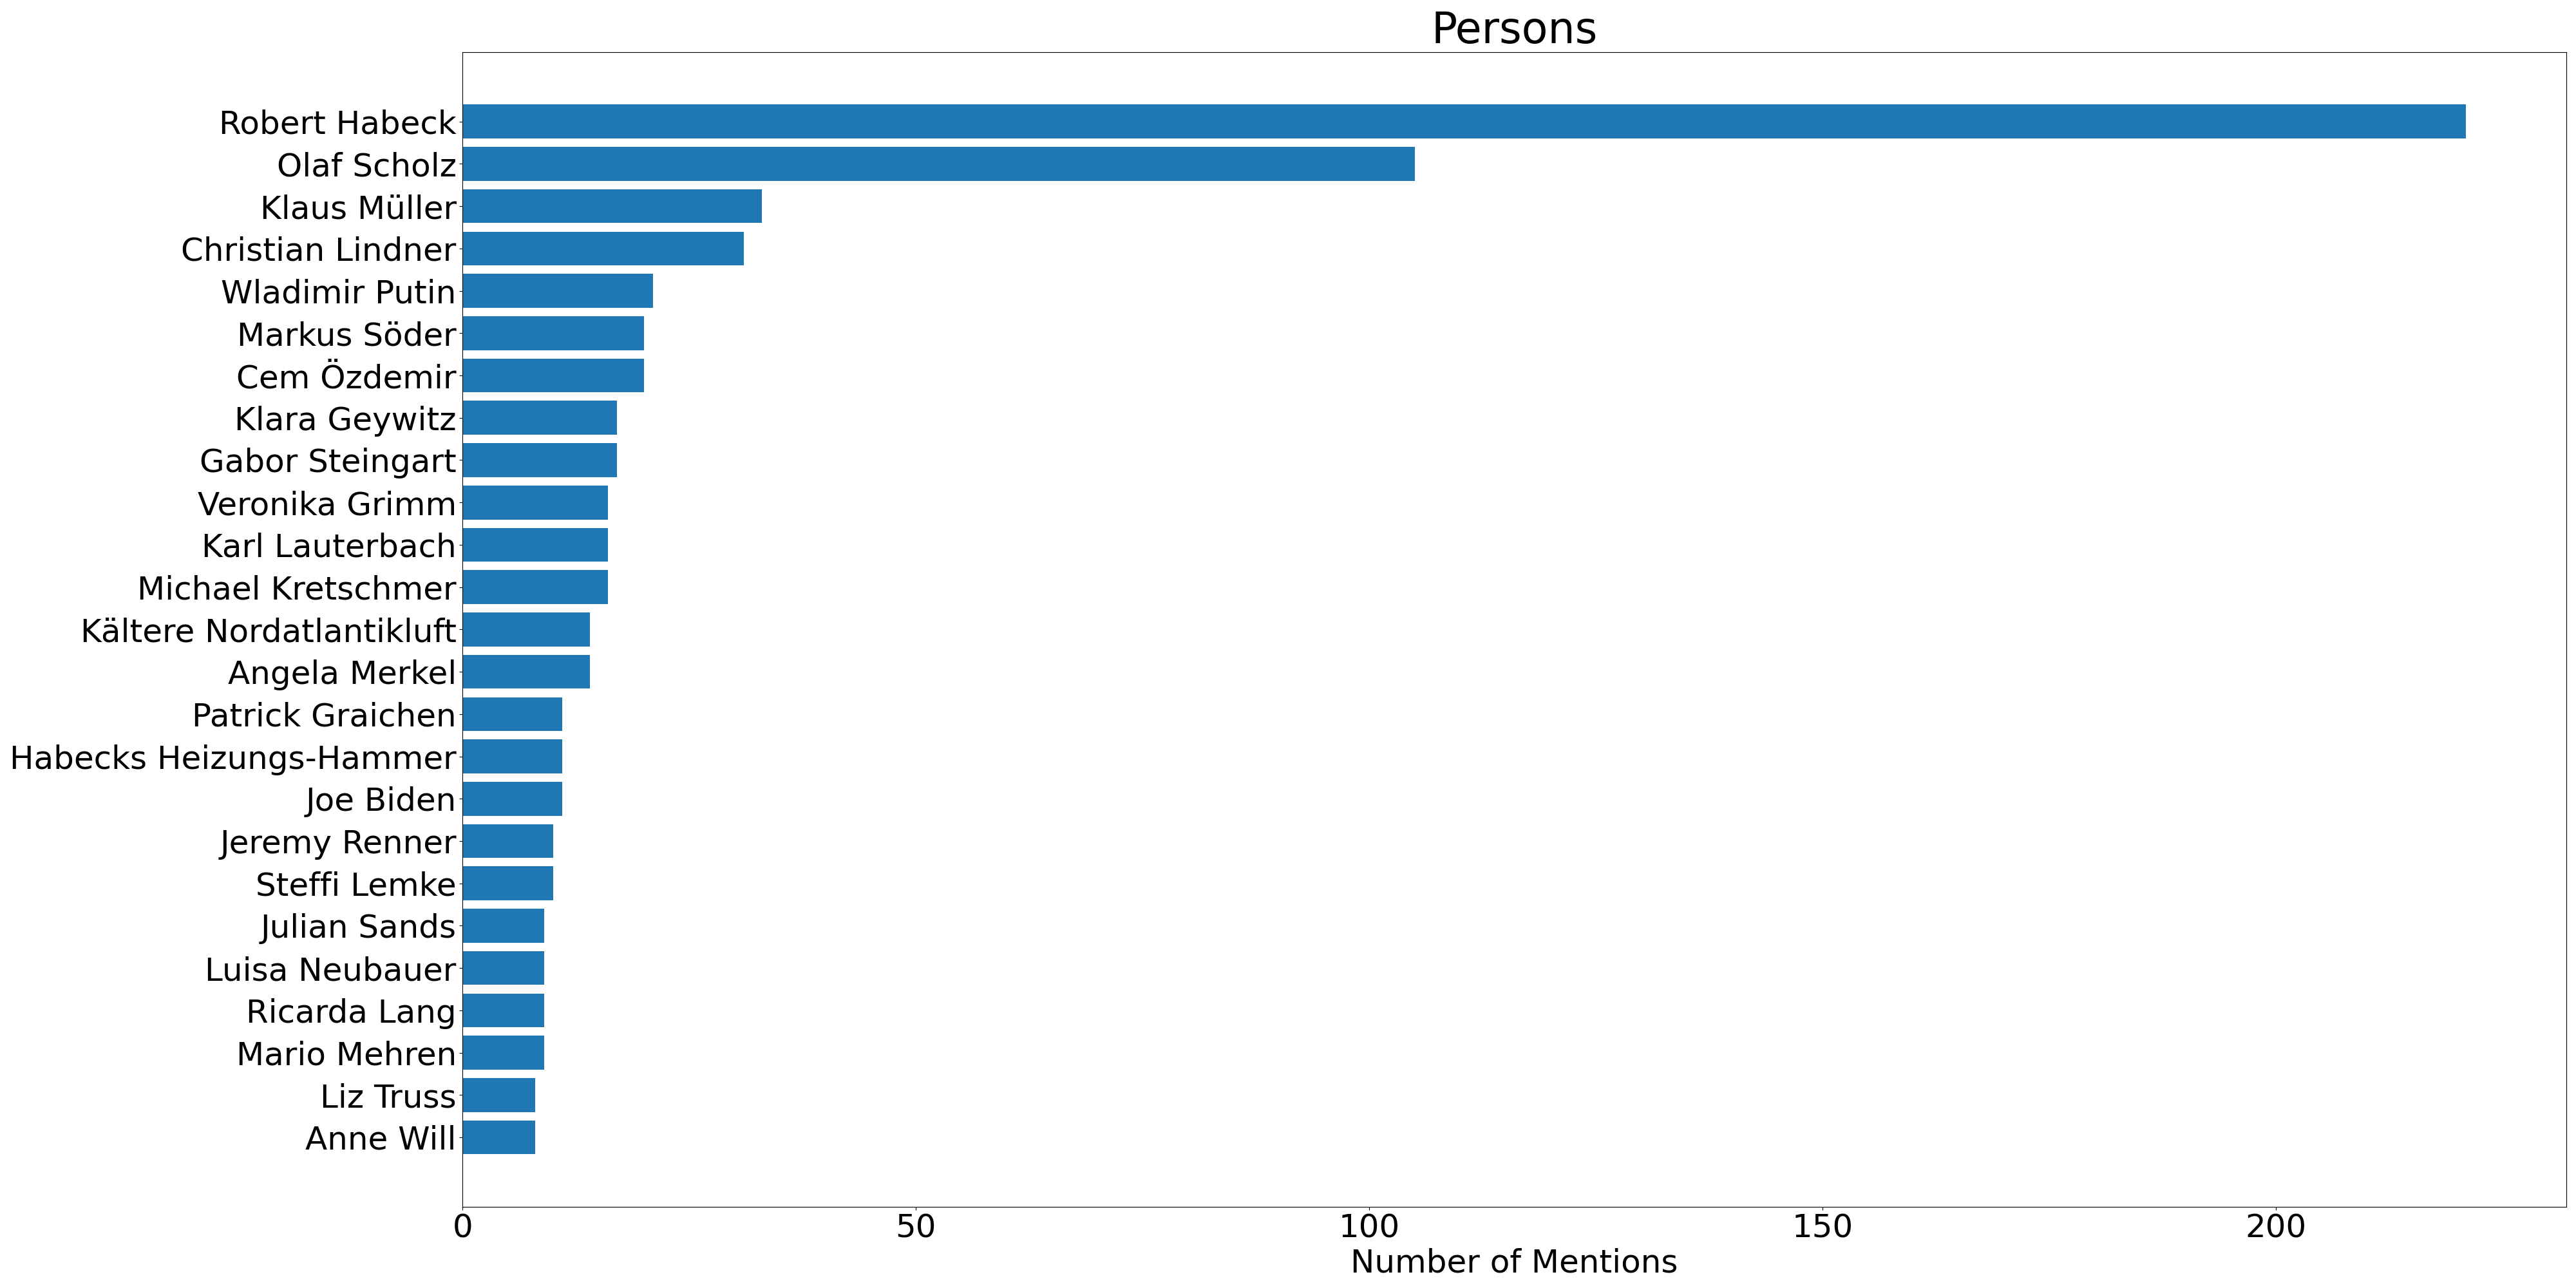 Persons
Robert Habeck
Olaf Scholz
Klaus Müller
Christian Lindner
Wladimir Putin
Markus Söder
Cem Özdemir
Klara Geywitz
Gabor Steingart
Veronika Grimm
Karl Lauterbach
Michael Kretschmer
Kältere Nordatlantikluft
Angela Merkel
Patrick Graichen
Habecks Heizungs-Hammer
Joe Biden
Jeremy Renner
Steffi Lemke
Julian Sands
Luisa Neubauer
Ricarda Lang
Mario Mehren
Liz Truss
Anne Will
0 50 100 150 200
Number of Mentions